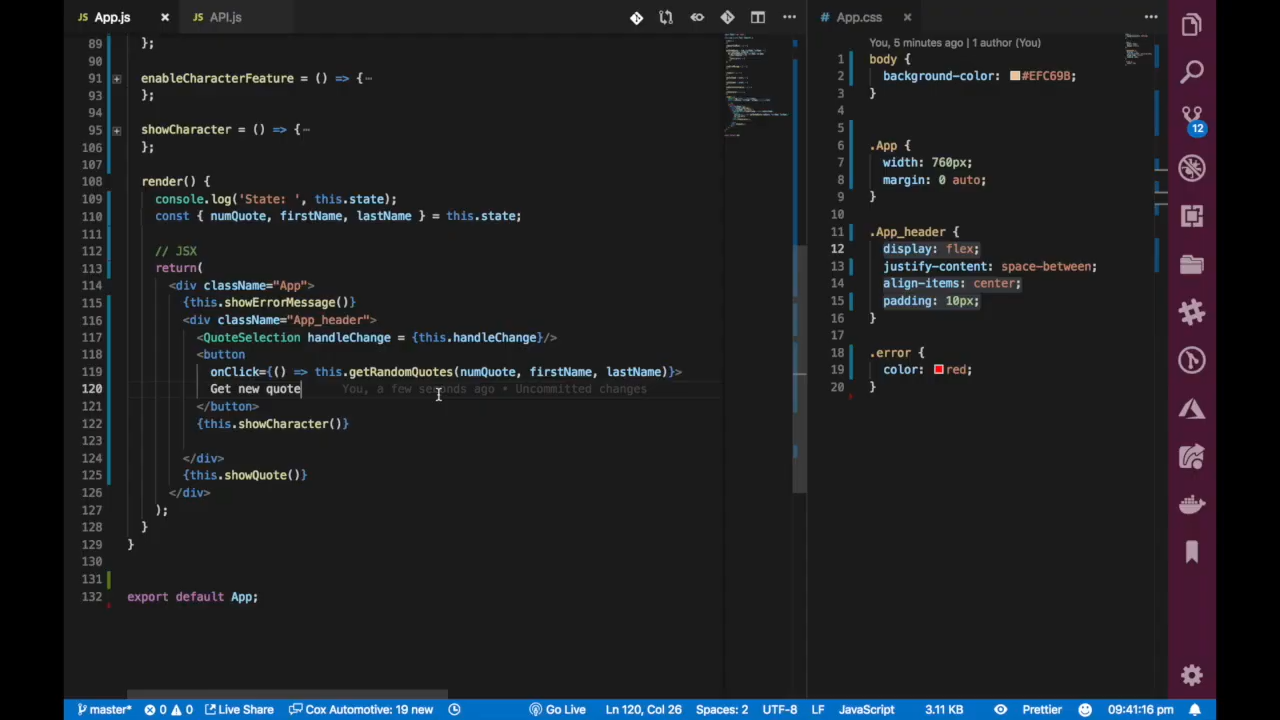 JS App.js × JS API.js
89 };
90
91 enableCharacterFeature = () => {…
93 };
94
95 showCharacter = () => {…
106 };
107
108 render() {
109 console.log('State: ', this.state);
110 const { numQuote, firstName, lastName } = this.state;
111
112 // JSX
113 return(
114 <div className="App">
115 {this.showErrorMessage()}
116 <div className="App_header">
117 <QuoteSelection handleChange = {this.handleChange}/>
118 <button
119 onClick={() => this.getRandomQuotes(numQuote, firstName, lastName)}>
120 Get new quote You, a few seconds ago • Uncommitted changes
121 </button>
122 {this.showCharacter()}
123
124 </div>
125 {this.showQuote()}
126 </div>
127 );
128 }
129 }
130
131
132 export default App;
# App.css ×
You, 5 minutes ago | 1 author (You)
1 body {
2 background-color: #EFC69B;
3 }
4
5
6 .App {
7 width: 760px;
8 margin: 0 auto;
9 }
10
11 .App_header {
12 display: flex;
13 justify-content: space-between;
14 align-items: center;
15 padding: 10px;
16 }
17
18 .error {
19 color: red;
20 }
12
master* 0 0 Live Share Cox Automotive: 19 new Go Live Ln 120, Col 26 Spaces: 2 UTF-8 LF JavaScript 3.11 KB Prettier
09:41:16 pm